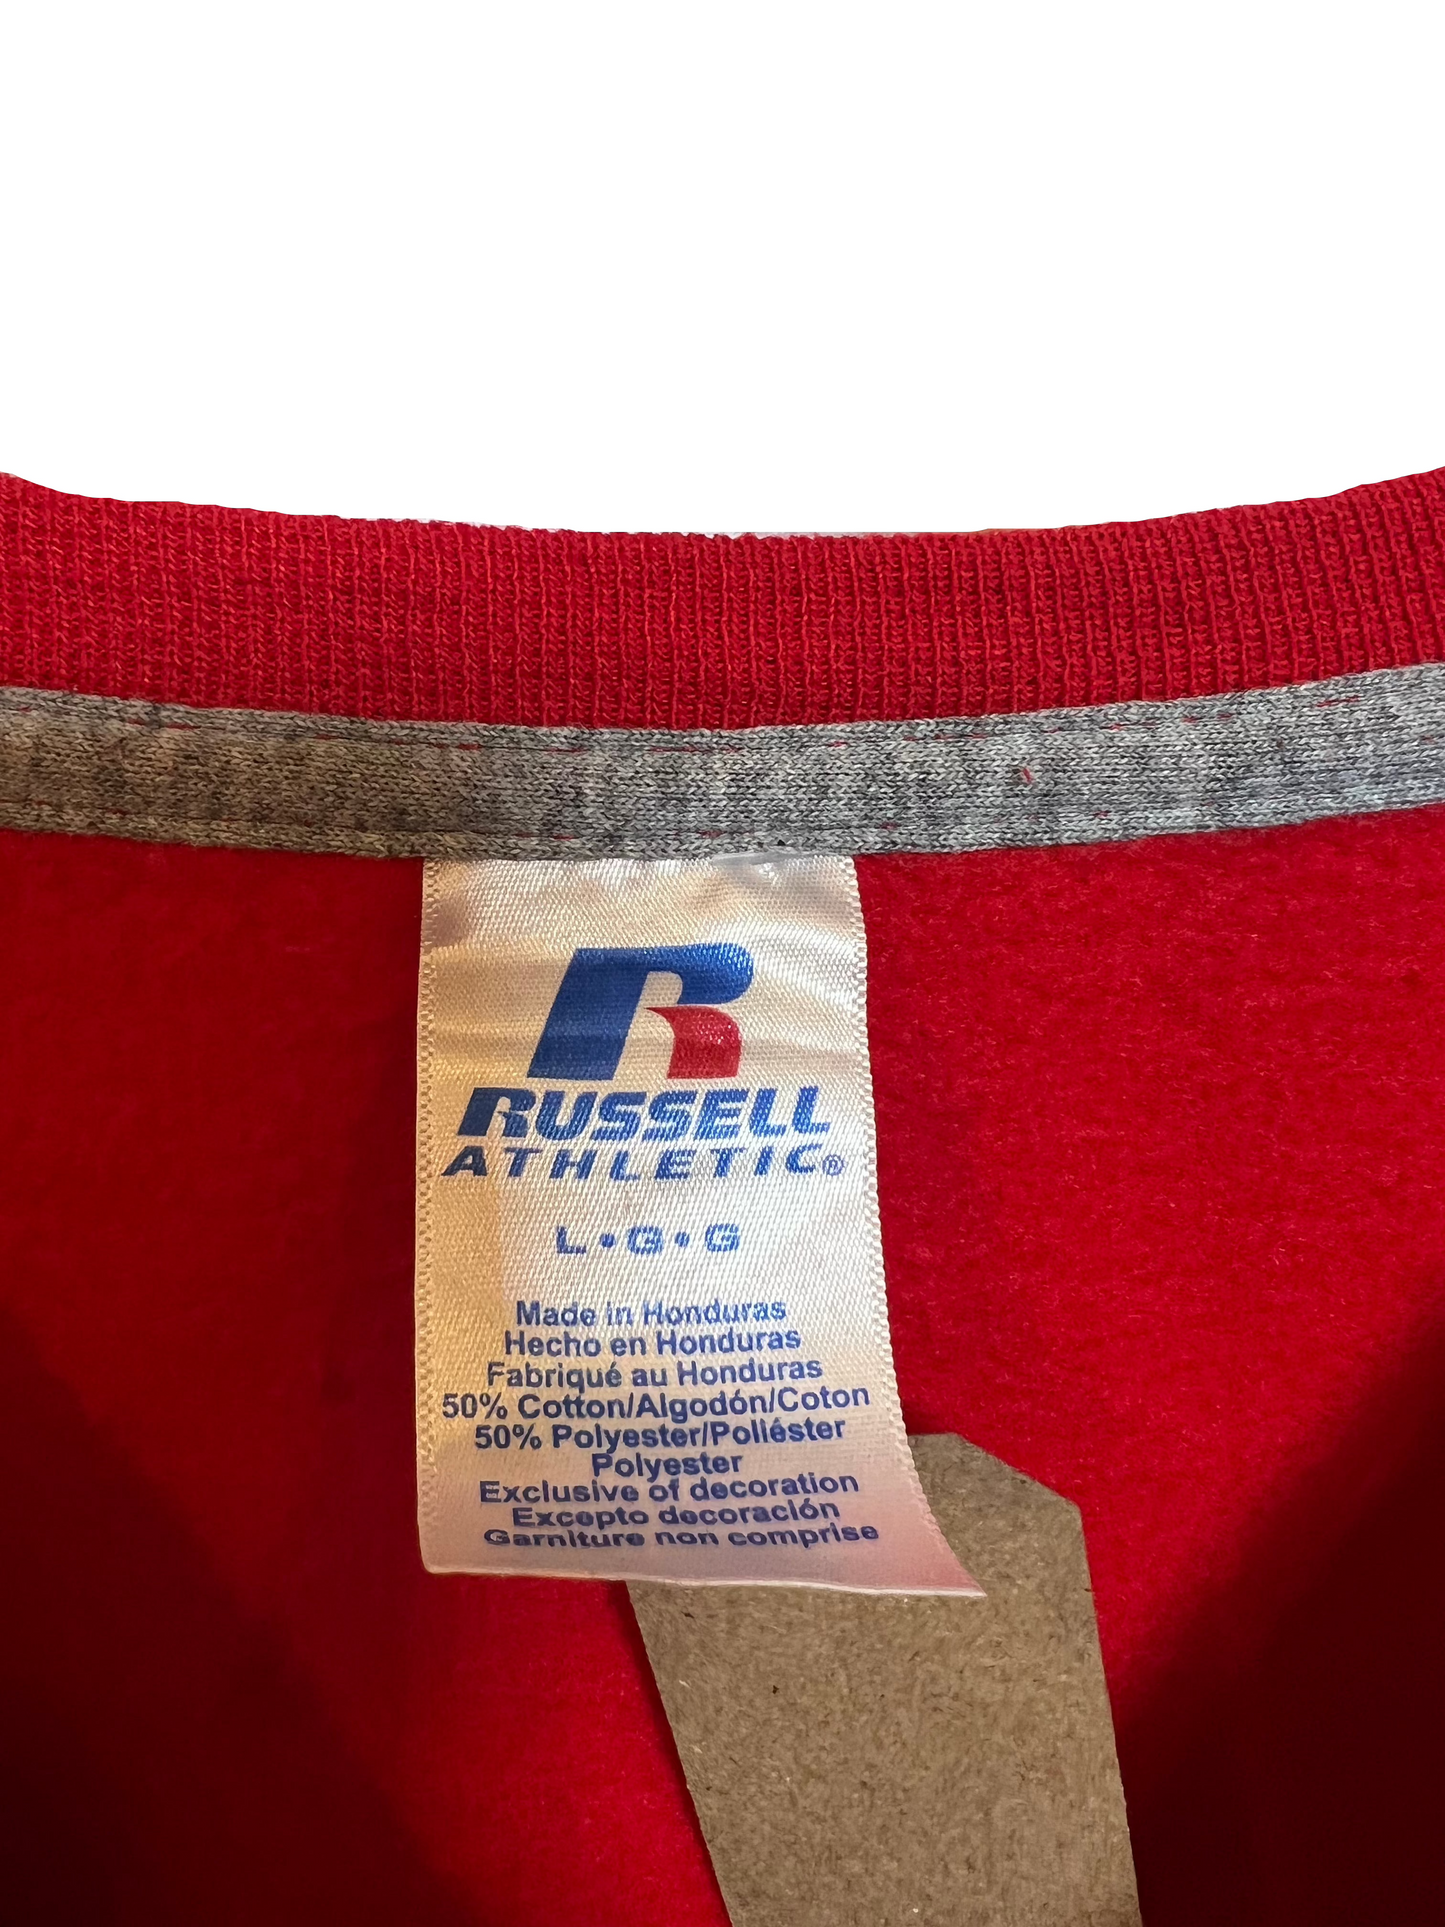 R
RUSSELL
ATHLETIC®
L•G•G
Made in Honduras
Hecho en Honduras
Fabriqué au Honduras
50% Cotton/Algodón/Coton
50% Polyester/Poliéster
Polyester
Exclusive of decoration
Excepto decoración
Garniture non comprise